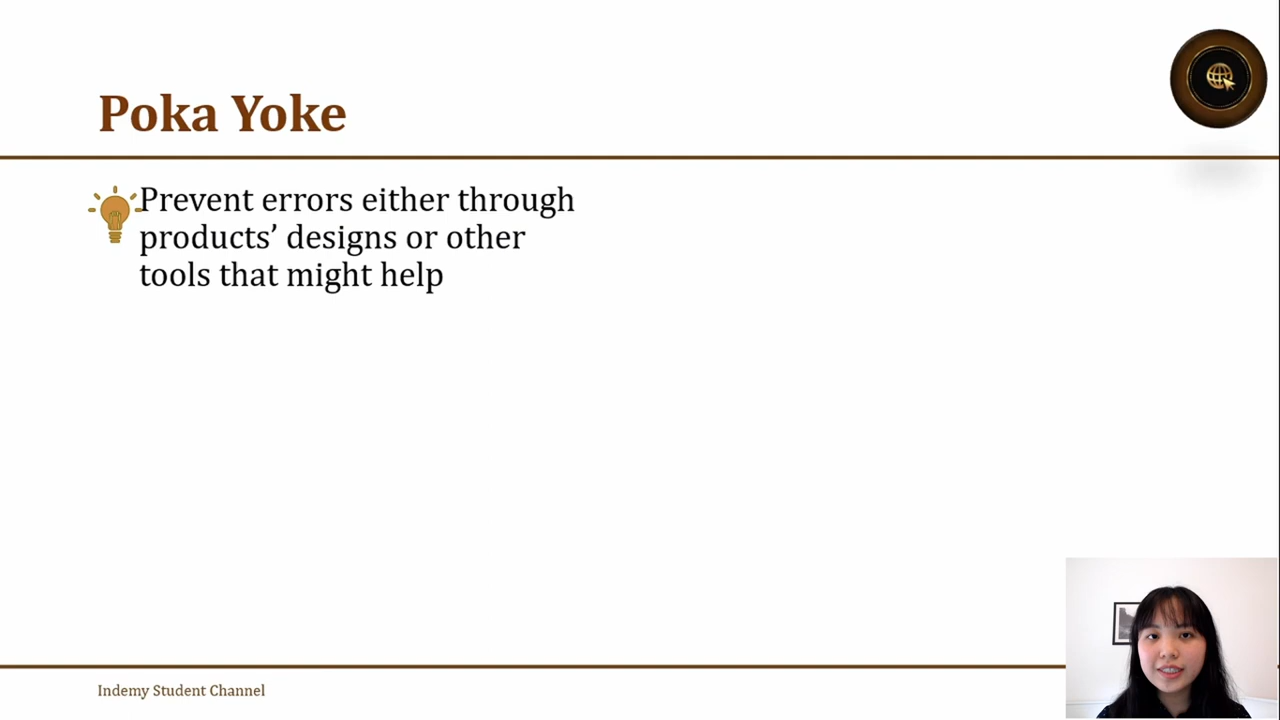 Poka Yoke
Prevent errors either through
products’ designs or other
tools that might help
Indemy Student Channel